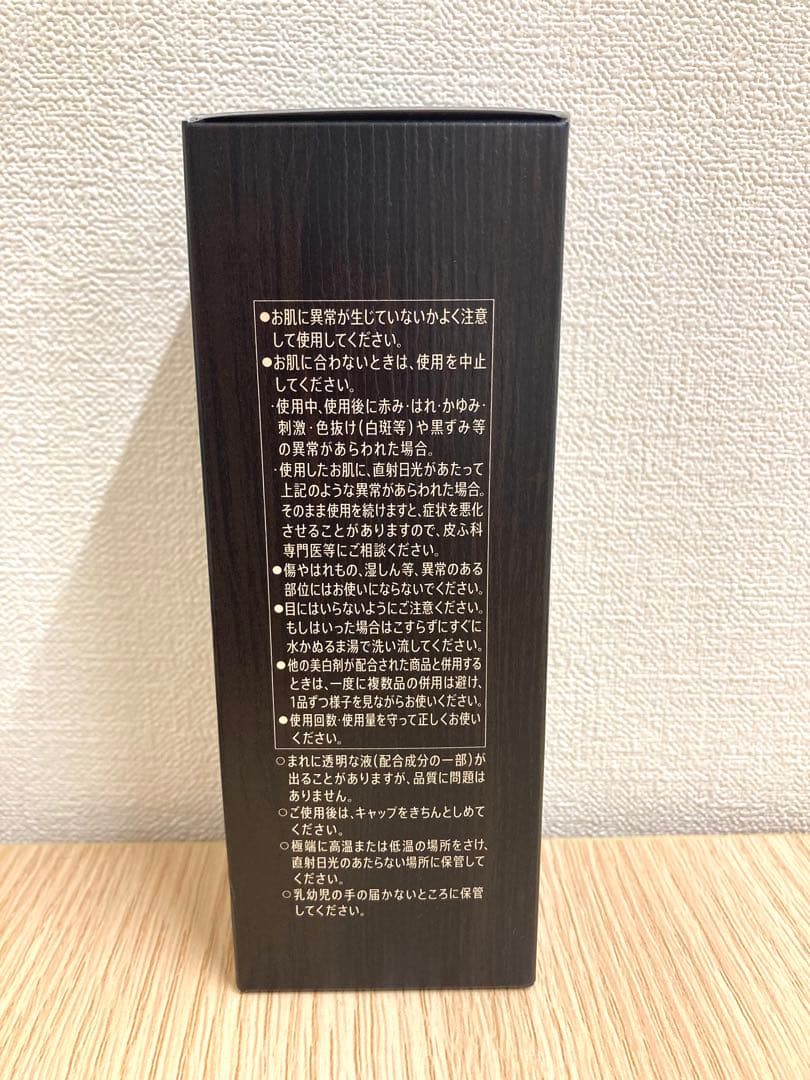 ●お肌に異常が生じていないかよく注意
して使用してください。
●お肌に合わないときは、使用を中止
してください。
・使用中、使用後に赤み・はれ・かゆみ・
刺激・色抜け(白斑等)や黒ずみ等
の異常があらわれた場合。
・使用したお肌に、直射日光があたって
上記のような異常があらわれた場合。
そのまま使用を続けますと、症状を悪化
させることがありますので、皮ふ科
専門医等にご相談ください。
●傷やはれもの、湿しん等、異常のある
部位にはお使いにならないでください。
●目にはいらないようにご注意ください。
もしはいった場合はこすらずにすぐに
水かぬるま湯で洗い流してください。
●他の美白剤が配合された商品と併用する
ときは、一度に複数品の併用は避け、
1品ずつ様子を見ながらお使いください。
●使用回数・使用量を守って正しくお使い
ください。
○まれに透明な液(配合成分の一部)が
出ることがありますが、品質に問題は
ありません。
○ご使用後は、キャップをきちんとしめて
ください。
○極端に高温または低温の場所をさけ、
直射日光のあたらない場所に保管して
ください。
○乳幼児の手の届かないところに保管
してください。